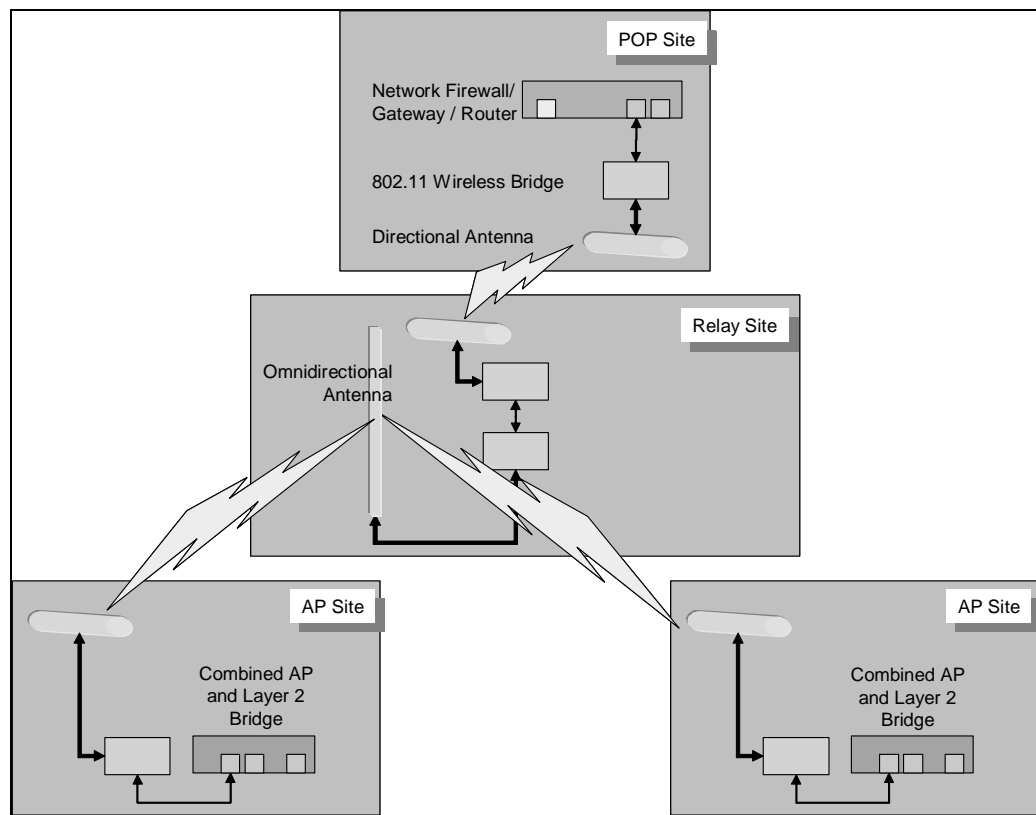 POP Site
Network Firewall/
Gateway / Router
802.11 Wireless Bridge
Directional Antenna
Relay Site
Omnidirectional
Antenna
AP Site
Combined AP
and Layer 2
Bridge
AP Site
Combined AP
and Layer 2
Bridge